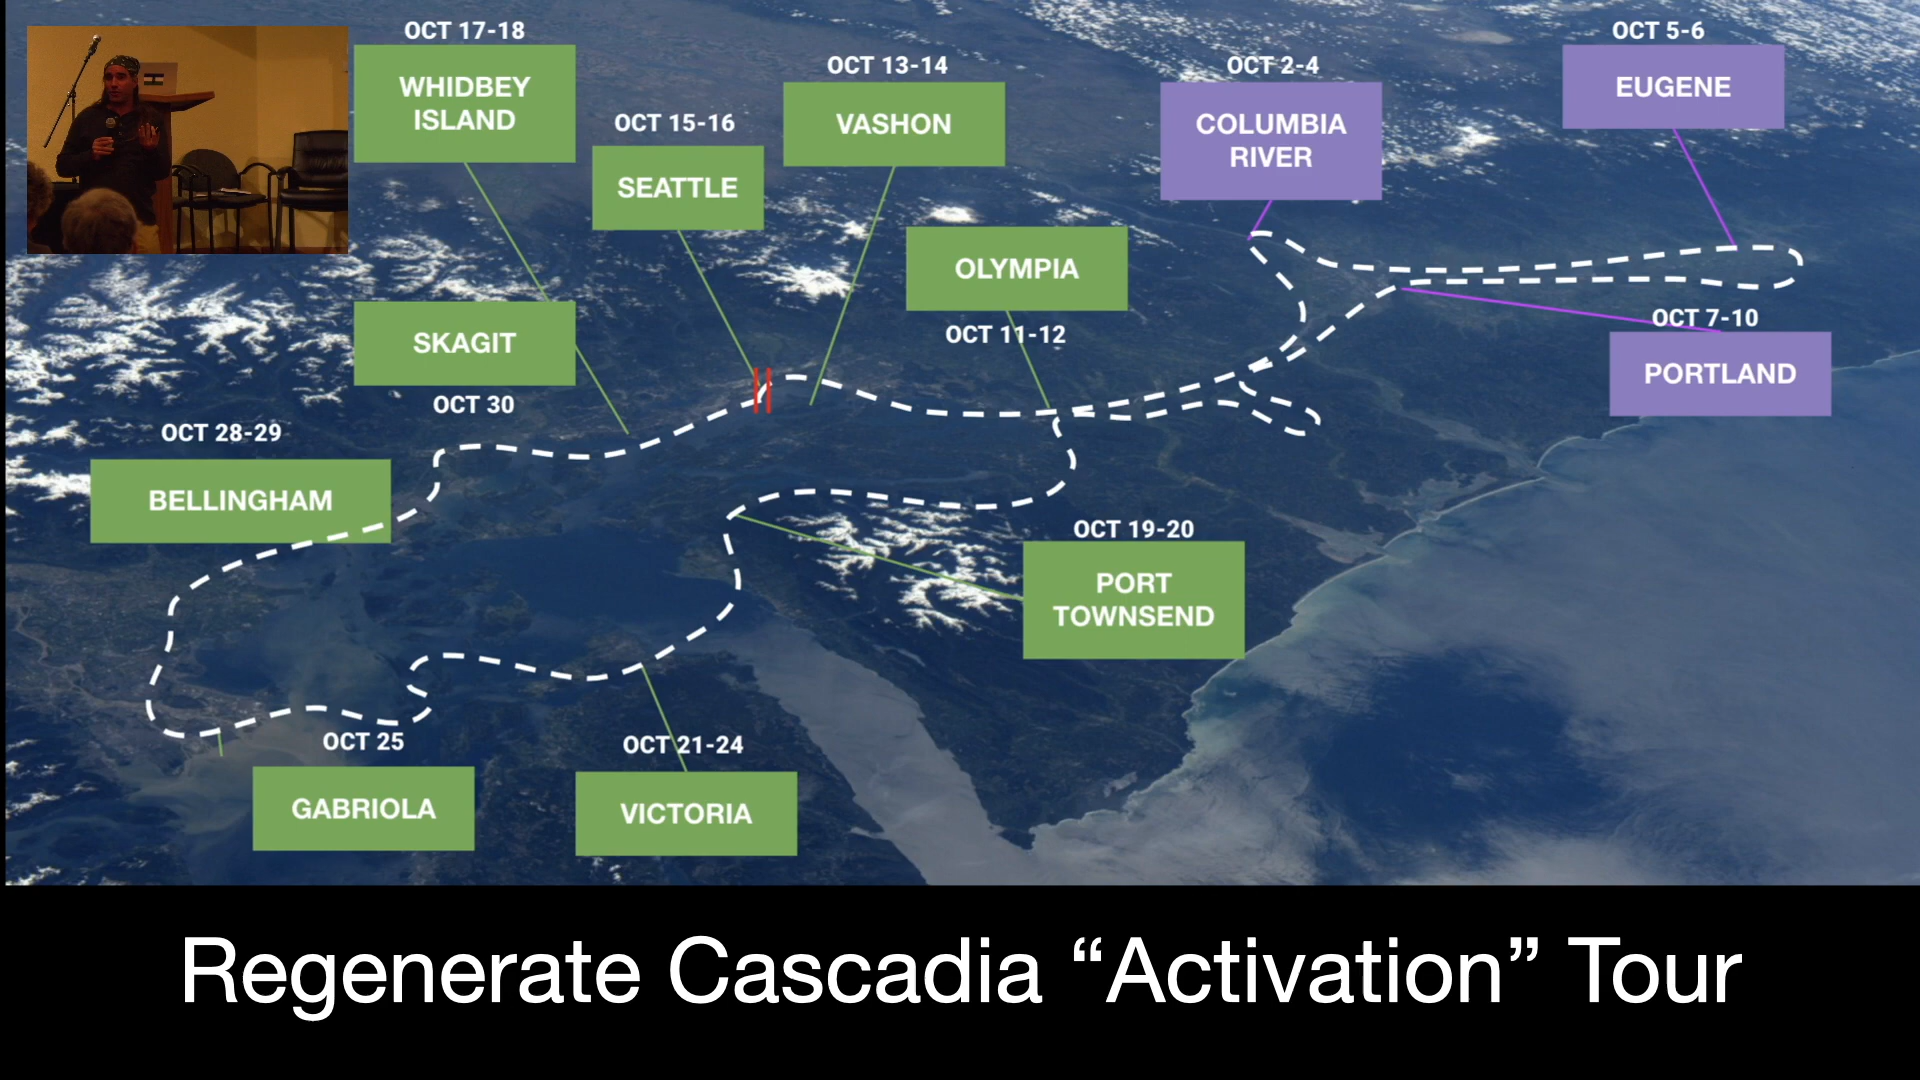 OCT 17-18
WHIDBEY
ISLAND
OCT 15-16
SEATTLE
OCT 13-14
VASHON
OCT 2-4
COLUMBIA
RIVER
OCT 5-6
EUGENE
OLYMPIA
OCT 11-12
OCT 7-10
PORTLAND
SKAGIT
OCT 30
OCT 28-29
BELLINGHAM
OCT 19-20
PORT
TOWNSEND
OCT 25
GABRIOLA
OCT 21-24
VICTORIA
Regenerate Cascadia “Activation” Tour
H